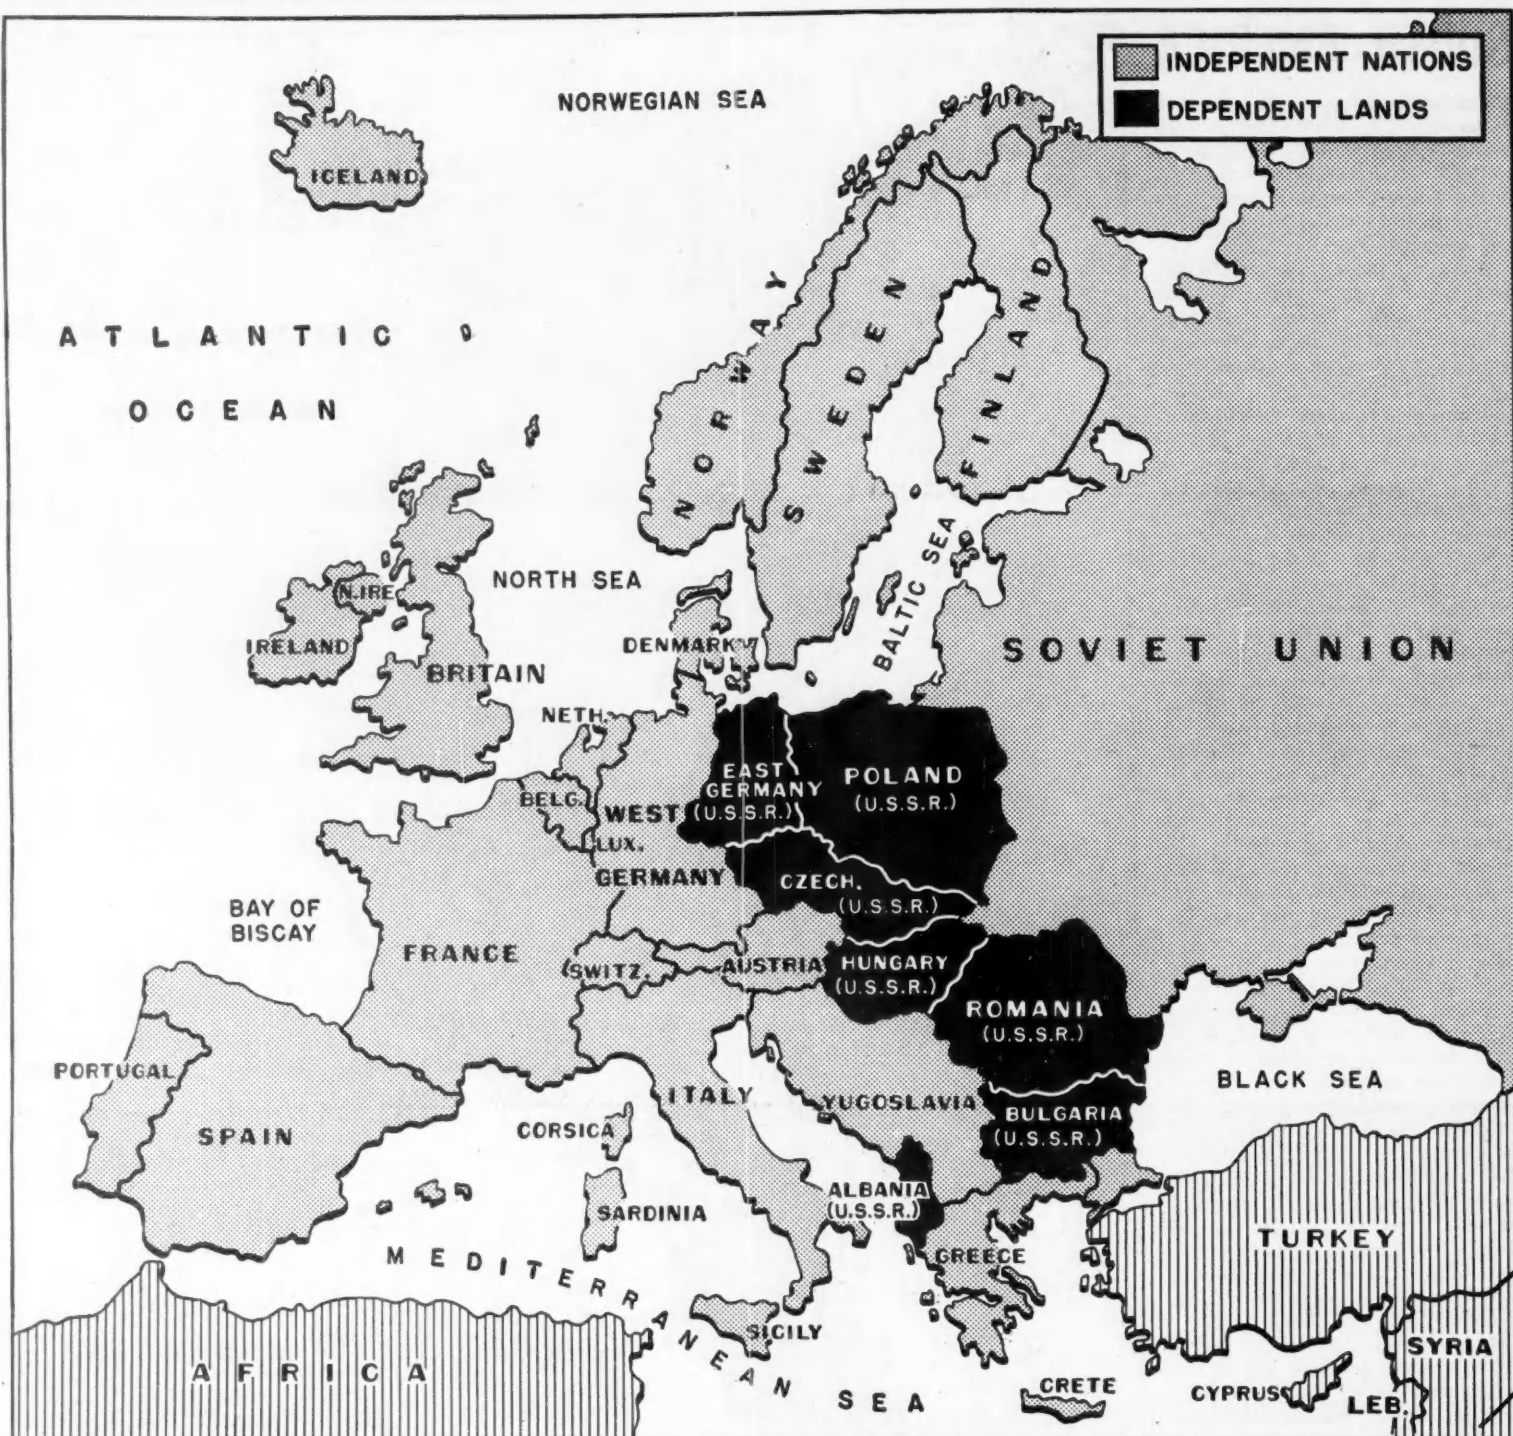 INDEPENDENT NATIONS
DEPENDENT LANDS
NORWEGIAN SEA
ICELAND
ATLANTIC
OCEAN
NORWAY
SWEDEN
FINLAND
NORTH SEA
BALTIC SEA
N.IRE
IRELAND
BRITAIN
DENMARK
SOVIET UNION
NETH.
BELG.
LUX.
WEST
GERMANY
EAST
GERMANY
(U.S.S.R.)
POLAND
(U.S.S.R.)
CZECH.
(U.S.S.R.)
BAY OF
BISCAY
FRANCE
SWITZ.
AUSTRIA
HUNGARY
(U.S.S.R.)
ROMANIA
(U.S.S.R.)
PORTUGAL
SPAIN
CORSICA
SARDINIA
ITALY
YUGOSLAVIA
BULGARIA
(U.S.S.R.)
BLACK SEA
ALBANIA
(U.S.S.R.)
GREECE
TURKEY
MEDITERRANEAN SEA
SICILY
AFRICA
CRETE
CYPRUS
SYRIA
LEB.